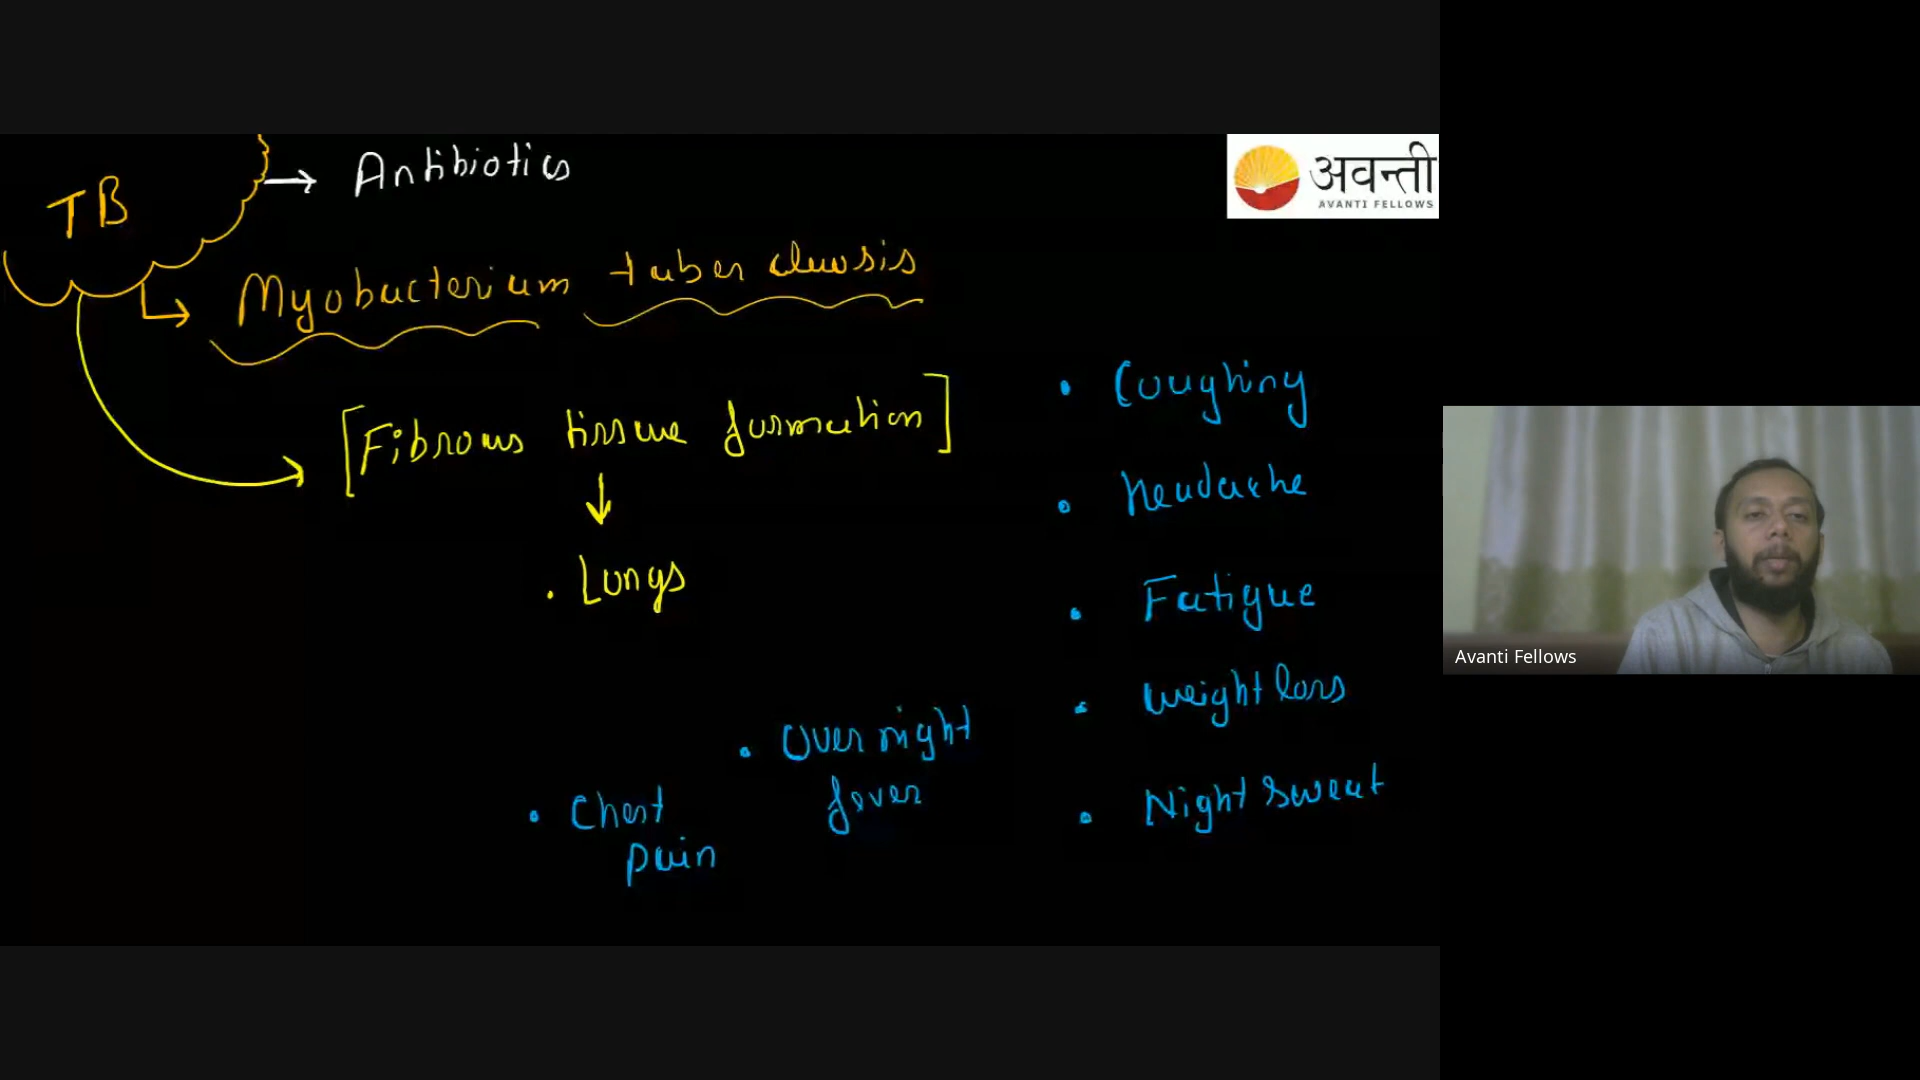 Antibiotics
TB
अवन्ती
AVANTI FELLOWS
Myobacterium tuberclusis
[Fibrous tissue formation]
Lungs
• Coughing
• Headache
• Fatigue
• weight loss
• Night sweat
• Over night
fever
• Chest
pain
Avanti Fellows